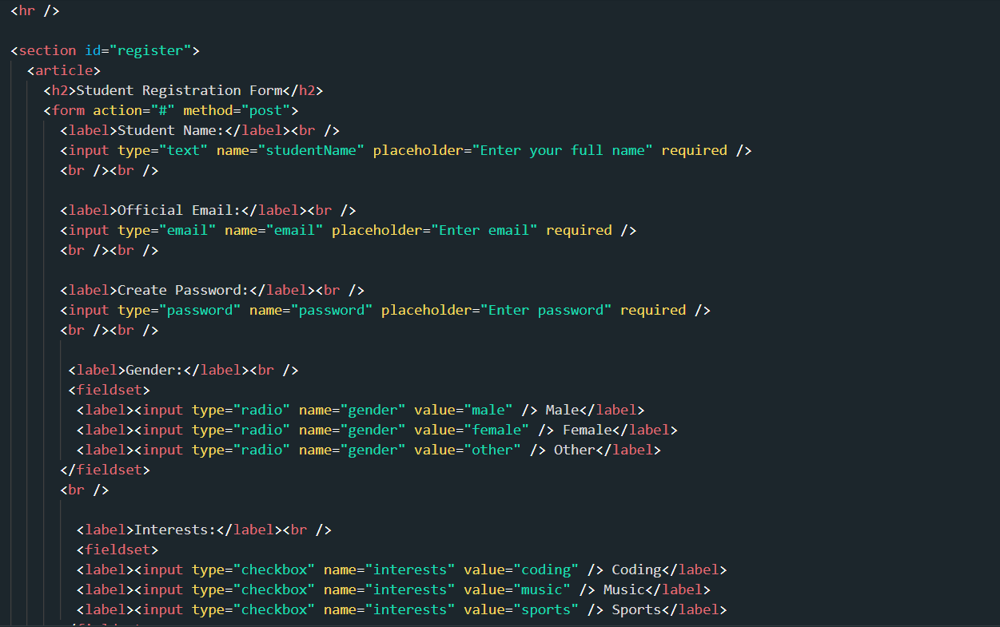 <hr />
<section id="register">
<article>
<h2>Student Registration Form</h2>
<form action="#" method="post">
<label>Student Name:</label><br />
<input type="text" name="studentName" placeholder="Enter your full name" required />
<br /><br />
<label>Official Email:</label><br />
<input type="email" name="email" placeholder="Enter email" required />
<br /><br />
<label>Create Password:</label><br />
<input type="password" name="password" placeholder="Enter password" required />
<br /><br />
<label>Gender:</label><br />
<fieldset>
<label><input type="radio" name="gender" value="male" /> Male</label>
<label><input type="radio" name="gender" value="female" /> Female</label>
<label><input type="radio" name="gender" value="other" /> Other</label>
</fieldset>
<br />
<label>Interests:</label><br />
<fieldset>
<label><input type="checkbox" name="interests" value="coding" /> Coding</label>
<label><input type="checkbox" name="interests" value="music" /> Music</label>
<label><input type="checkbox" name="interests" value="sports" /> Sports</label>